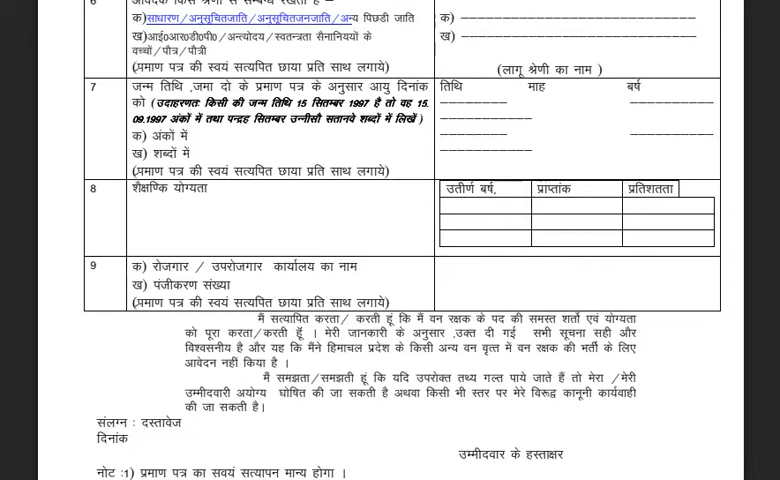 6 आवेदक किस श्रेणी से सम्बन्ध रखता है –
क)साधारण/अनुसूचितजाति/अनुसूचितजनजाति/अन्य पिछडी जाति क) ————————————————
ख)आई0आर0डी0पी0/अन्त्योदय/स्वतन्त्रता सैनानियों के ख) ————————————————
वच्चों/पौत्र/पौत्री
(प्रमाण पत्र की स्वयं सत्यपित छाया प्रति साथ लगाये) (लागू श्रेणी का नाम )
7 जन्म तिथि ,जमा दो के प्रमाण पत्र के अनुसार आयु दिनांक तिथि माह बर्ष
को ( उदाहरणतः किसी की जन्म तिथि 15 सितम्बर 1997 है तो वह 15.
09.1997 अंकों में तथा पन्द्रह सितम्बर उन्नीसौ सतानवे शब्दों में लिखें )
क) अंकों में
ख) शब्दों में
(प्रमाण पत्र की स्वयं सत्यपित छाया प्रति साथ लगाये)
8 शैक्षण्कि योग्यता उतीर्ण बर्ष, प्राप्तांक प्रतिशतता
9 क) रोजगार / उपरोजगार कार्यालय का नाम
ख) पंजीकरण संख्या
(प्रमाण पत्र की स्वयं सत्यपित छाया प्रति साथ लगाये)
मैं सत्यापित करता/ करती हूं कि मैं वन रक्षक के पद की समस्त शर्तो एवं योग्यता
को पूरा करता/करती हूँ । मेरी जानकारी के अनुसार ,उक्त दी गई सभी सूचना सही और
विश्वसनीय है और यह कि मैंने हिमाचल प्रदेश के किसी अन्य वन वृत्त में वन रक्षक की भर्ती के लिए
आवेदन नहीं किया है ।
मैं समझता/समझती हूं कि यदि उपरोक्त तथ्य गल्त पाये जाते हैं तो मेरा /मेरी
उम्मीदवारी अयोग्य घोषित की जा सकती है अथवा किसी भी स्तर पर मेरे विरूद्व कानूनी कार्यवाही
की जा सकती है।
संलग्न : दस्तावेज
दिनांक
उम्मीदवार के हस्ताक्षर
नोट :1) प्रमाण पत्र का सवयं सत्यापन मान्य होगा ।